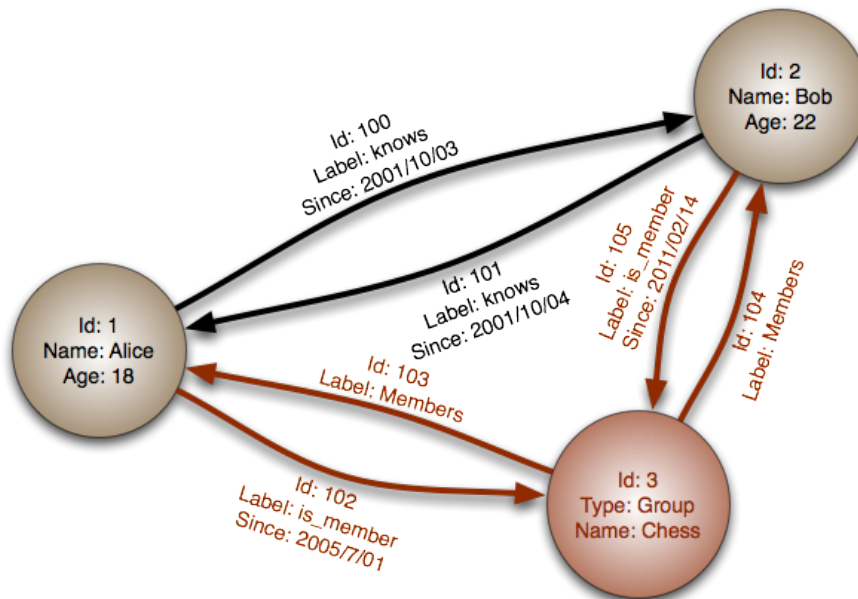 Id: 2
Name: Bob
Age: 22
Id: 100
Label: knows
Since: 2001/10/03
Id: 101
Label: knows
Since: 2001/10/04
Id: 105
Label: is_member
Since: 2011/02/14
Id: 104
Label: Members
Id: 1
Name: Alice
Age: 18
Id: 103
Label: Members
Id: 102
Label: is_member
Since: 2005/7/01
Id: 3
Type: Group
Name: Chess